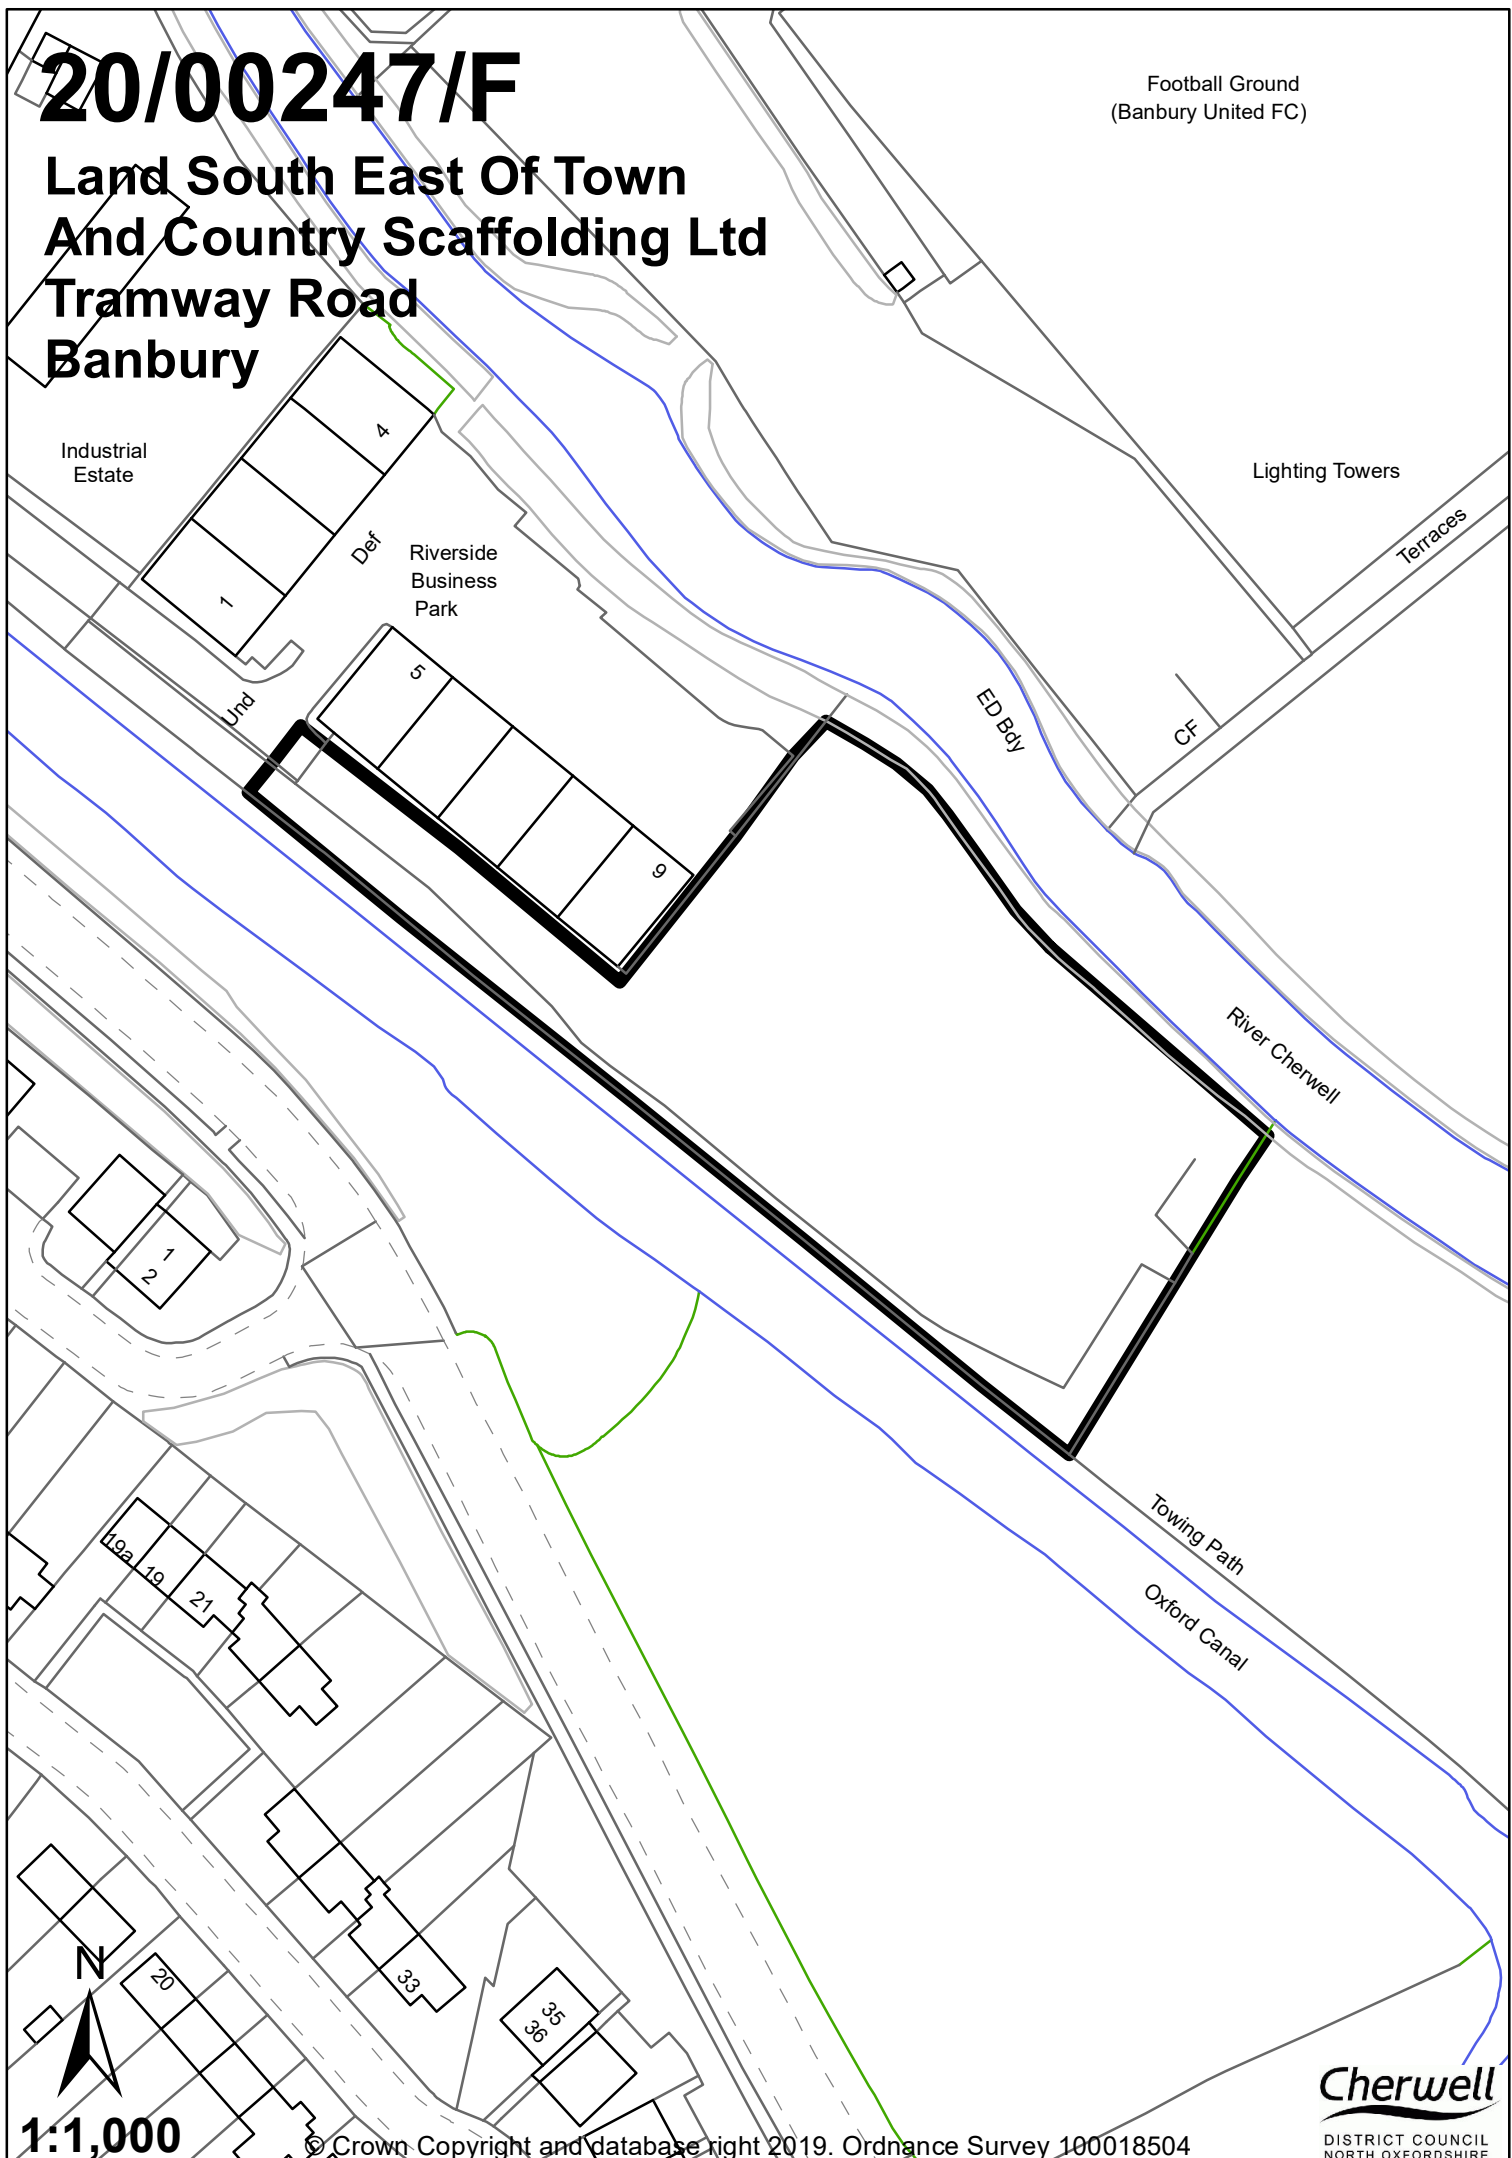 20/00247/F
Land South East Of Town
And Country Scaffolding Ltd
Tramway Road
Banbury
Football Ground
(Banbury United FC)
Industrial
Estate
4
Lighting Towers
Terraces
Def
Riverside
Business
Park
1
5
Und
ED Bdy
CF
9
River Cherwell
1
2
Towing Path
Oxford Canal
19a
19
21
N
20
33
35
36
1:1,000
© Crown Copyright and database right 2019. Ordnance Survey 100018504
Cherwell
DISTRICT COUNCIL
NORTH OXFORDSHIRE